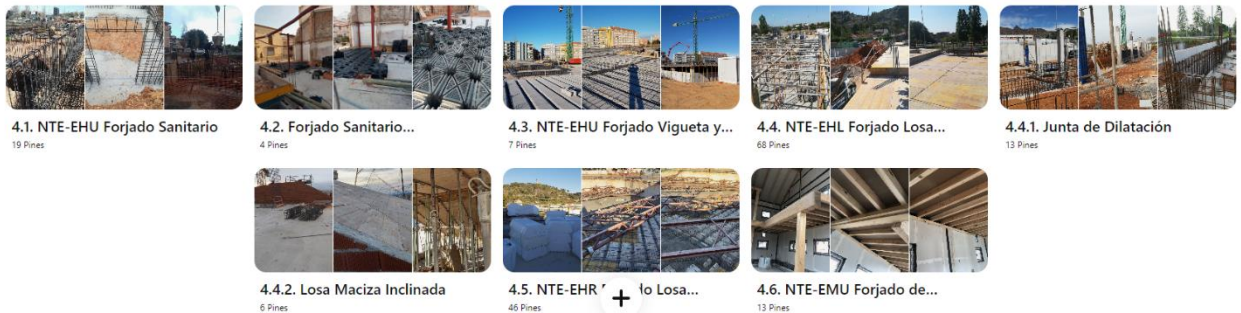 4.1. NTE-EHU Forjado Sanitario
19 Pines
4.2. Forjado Sanitario...
4 Pines
4.3. NTE-EHU Forjado Vigueta y...
7 Pines
4.4. NTE-EHL Forjado Losa...
68 Pines
4.4.1. Junta de Dilatación
13 Pines
4.4.2. Losa Maciza Inclinada
6 Pines
4.5. NTE-EHR Losa...
46 Pines
4.6. NTE-EMU Forjado de...
13 Pines